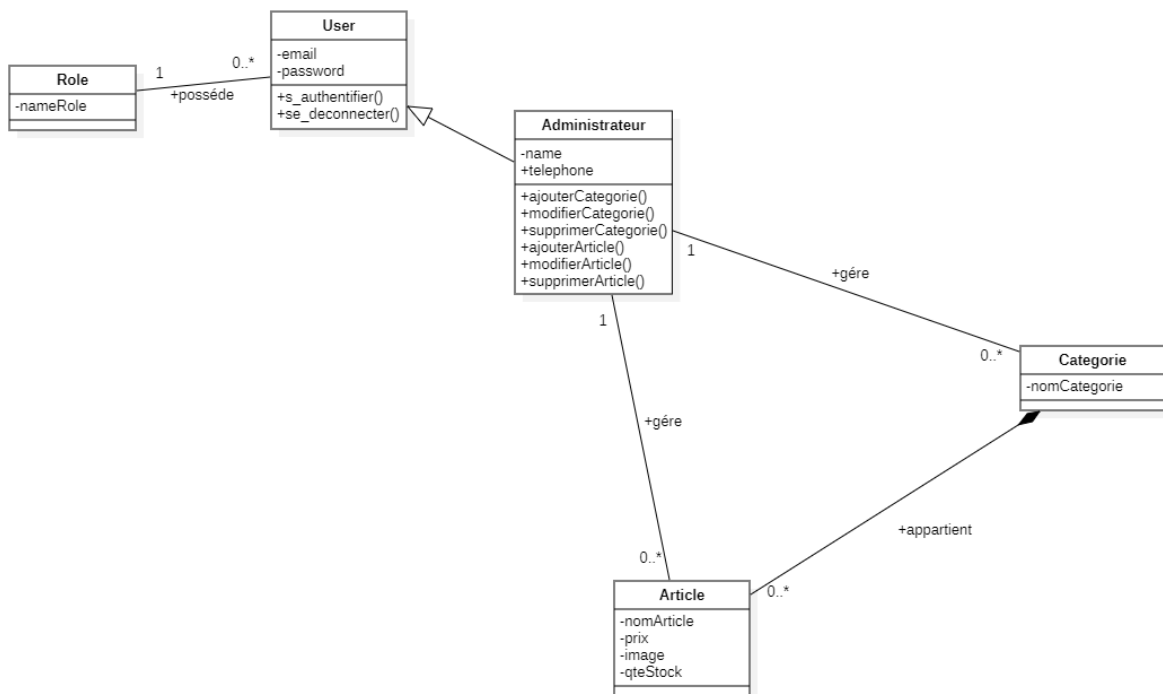 User
-email
-password
+s_authentifier()
+se_deconnecter()
Role
-nameRole
1
0..*
+posséde
Administrateur
-name
+telephone
+ajouterCategorie()
+modifierCategorie()
+supprimerCategorie()
+ajouterArticle()
+modifierArticle()
+supprimerArticle()
1
+gére
0..*
1
+gére
0..*
Categorie
-nomCategorie
+appartient
0..*
Article
-nomArticle
-prix
-image
-qteStock